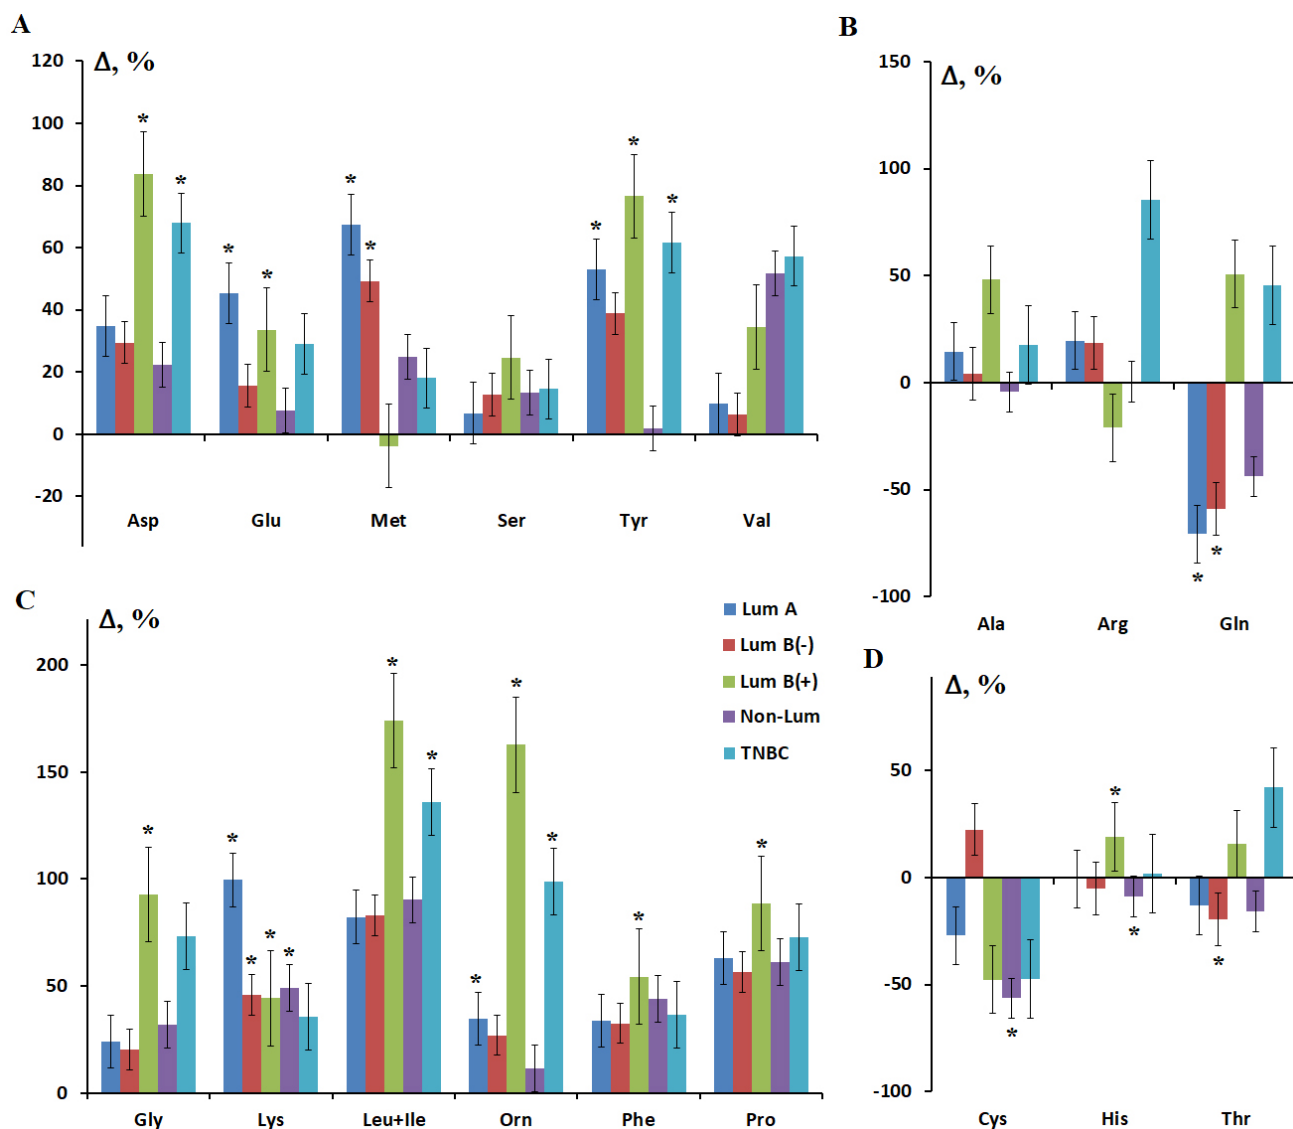 A
Δ, %
120
100
80
60
40
20
0
-20
* * * * * * * * *
Asp Glu Met Ser Tyr Val
B
Δ, %
150
100
50
0
-50
-100
* *
Ala Arg Gln
C
Δ, %
200
150
100
50
0
* * * * * * * * * * * *
Gly Lys Leu+Ile Orn Phe Pro
Lum A
Lum B(-)
Lum B(+)
Non-Lum
TNBC
D
Δ, %
50
0
-50
-100
* * * *
Cys His Thr